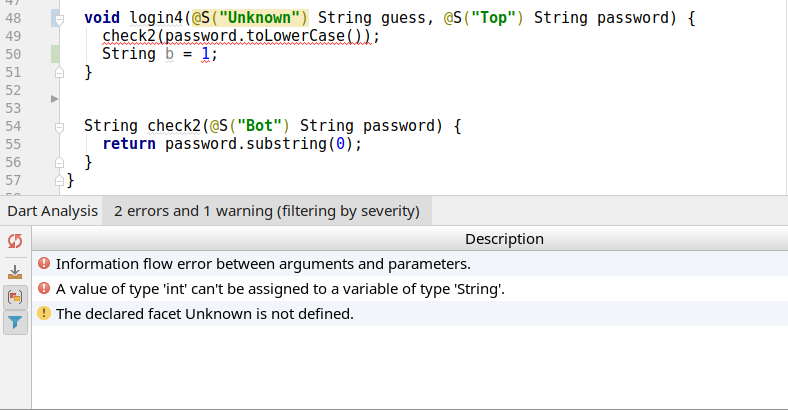 47
48 void login4(@S("Unknown") String guess, @S("Top") String password) {
49 check2(password.toLowerCase());
50 String b = 1;
51 }
52
53
54 String check2(@S("Bot") String password) {
55 return password.substring(0);
56 }
57 }
Dart Analysis 2 errors and 1 warning (filtering by severity)
Description
Information flow error between arguments and parameters.
A value of type 'int' can't be assigned to a variable of type 'String'.
The declared facet Unknown is not defined.